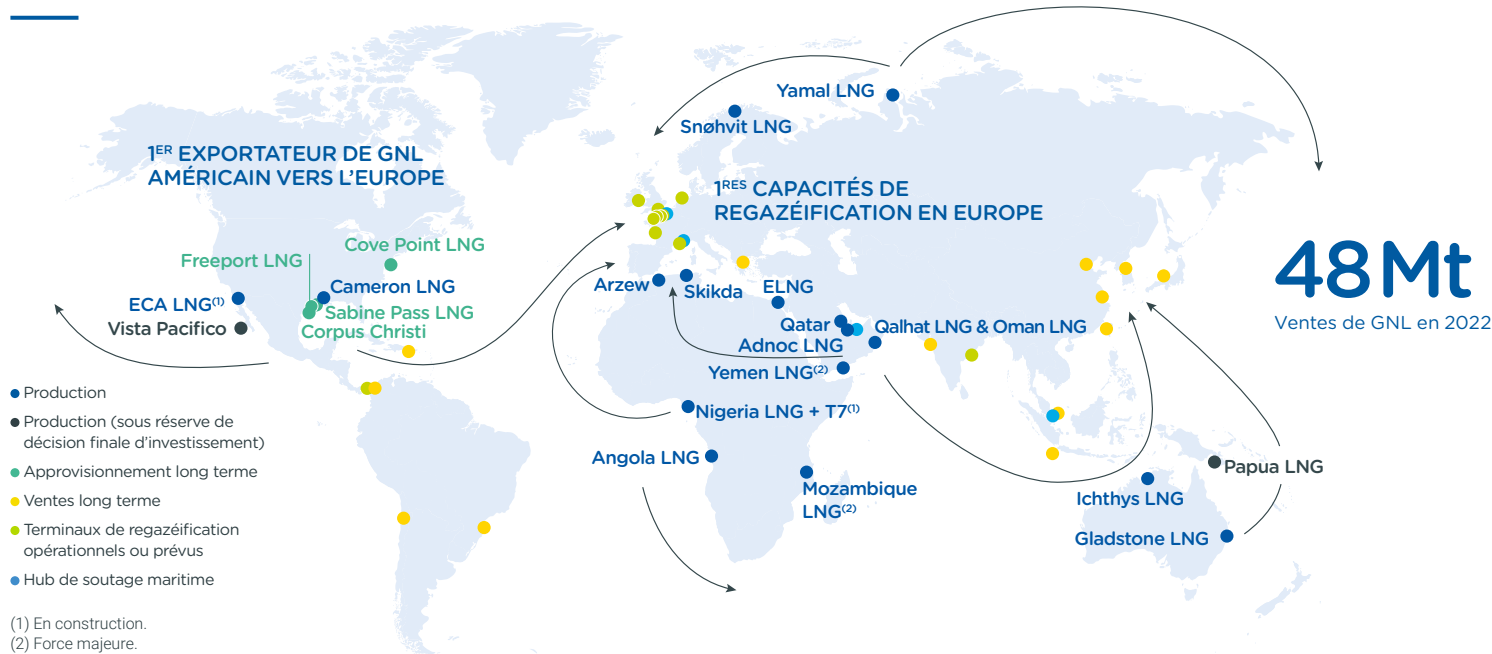 Yamal LNG
Snøhvit LNG
1ER EXPORTATEUR DE GNL
AMÉRICAIN VERS L'EUROPE
1RES CAPACITÉS DE
REGAZÉIFICATION EN EUROPE
Cove Point LNG
Freeport LNG
Cameron LNG
ECA LNG(1)
Sabine Pass LNG
Vista Pacifico
Corpus Christi
Arzew
Skikda
ELNG
Qatar
Adnoc LNG
Qalhat LNG & Oman LNG
Yemen LNG(2)
Nigeria LNG + T7(1)
Angola LNG
Mozambique
LNG(2)
Papua LNG
Ichthys LNG
Gladstone LNG
48 Mt
Ventes de GNL en 2022
Production
Production (sous réserve de
décision finale d'investissement)
Approvisionnement long terme
Ventes long terme
Terminaux de regazéification
opérationnels ou prévus
Hub de soutage maritime
(1) En construction.
(2) Force majeure.